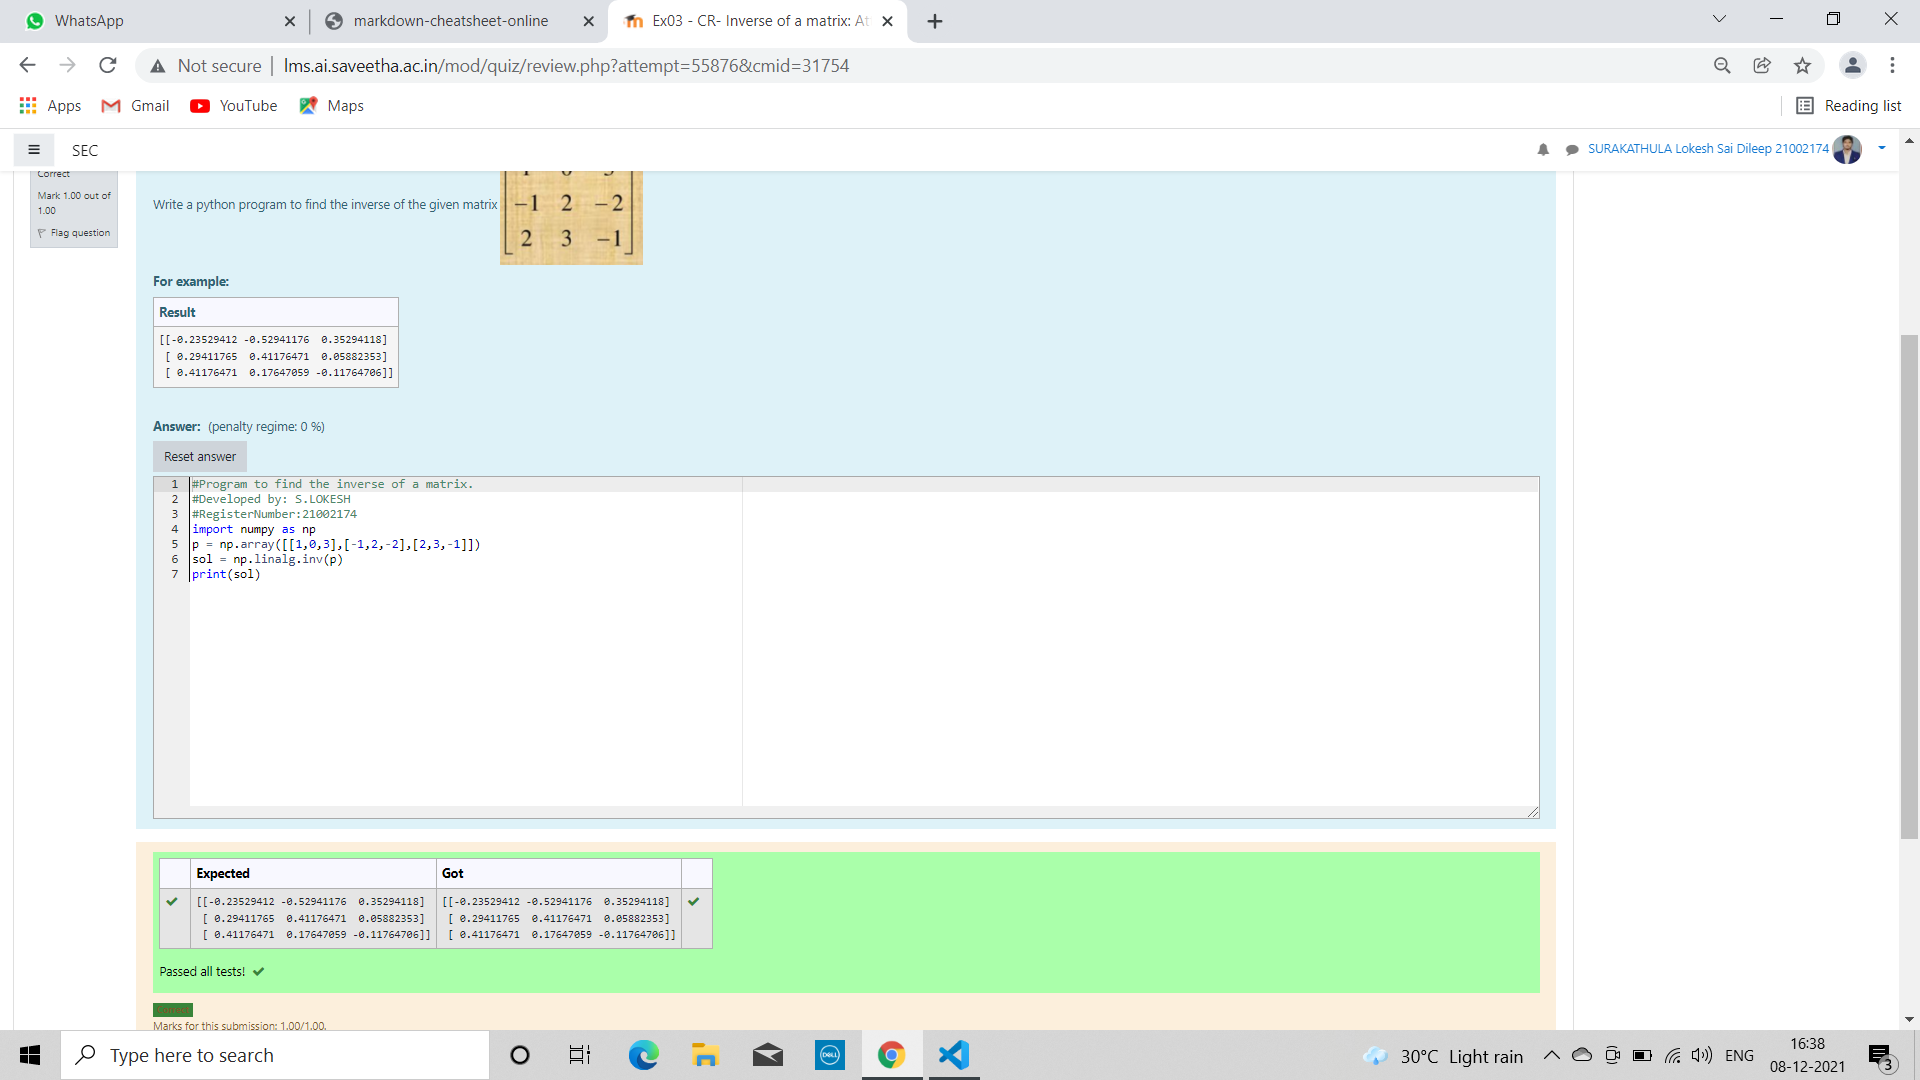 WhatsApp
markdown-cheatsheet-online
Ex03 - CR- Inverse of a matrix: At
Not secure
lms.ai.saveetha.ac.in/mod/quiz/review.php?attempt=55876&cmid=31754
Apps
Gmail
YouTube
Maps
Reading list
SEC
SURAKATHULA Lokesh Sai Dileep 21002174
Correct
Mark 1.00 out of
1.00
Flag question
Write a python program to find the inverse of the given matrix
-1 2 -2
2 3 -1
For example:
Result
[[-0.23529412 -0.52941176 0.35294118]
[ 0.29411765 0.41176471 0.05882353]
[ 0.41176471 0.17647059 -0.11764706]]
Answer: (penalty regime: 0 %)
Reset answer
1 #Program to find the inverse of a matrix.
2 #Developed by: S.LOKESH
3 #RegisterNumber:21002174
4 import numpy as np
5 p = np.array([[1,0,3],[-1,2,-2],[2,3,-1]])
6 sol = np.linalg.inv(p)
7 print(sol)
Expected
Got
[[-0.23529412 -0.52941176 0.35294118]
[ 0.29411765 0.41176471 0.05882353]
[ 0.41176471 0.17647059 -0.11764706]]
[[-0.23529412 -0.52941176 0.35294118]
[ 0.29411765 0.41176471 0.05882353]
[ 0.41176471 0.17647059 -0.11764706]]
Passed all tests!
Marks for this submission: 1.00/1.00.
Type here to search
DELL
30°C Light rain
ENG
16:38
08-12-2021
3